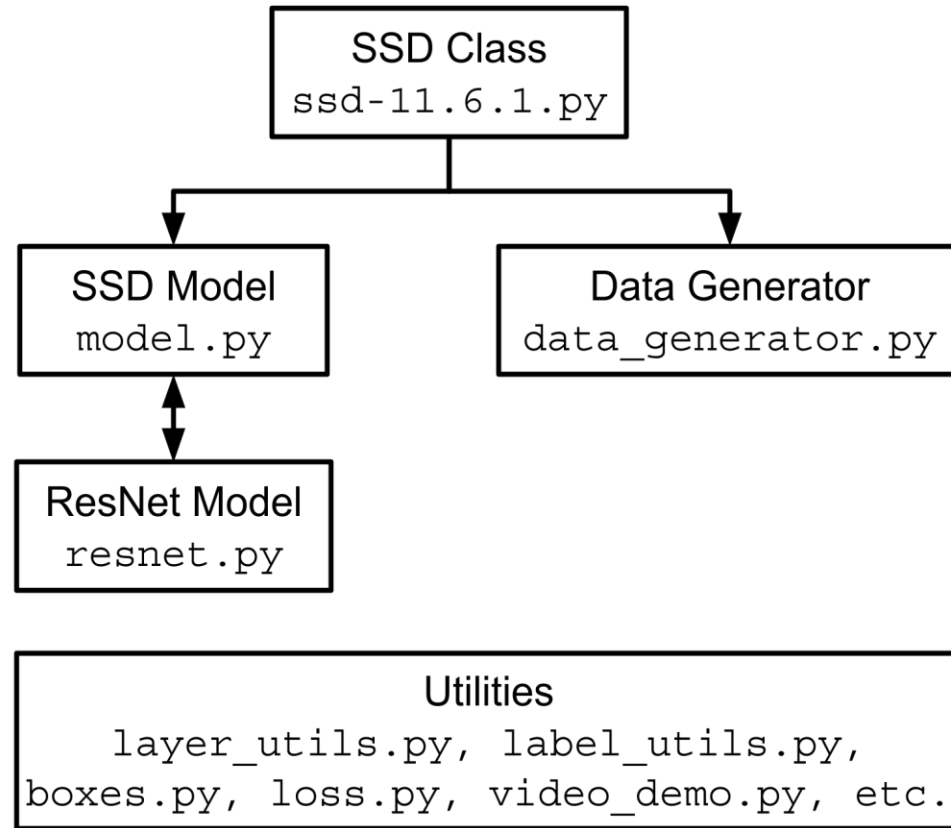 SSD Class
ssd-11.6.1.py
SSD Model
model.py
Data Generator
data_generator.py
ResNet Model
resnet.py
Utilities
layer_utils.py, label_utils.py,
boxes.py, loss.py, video_demo.py, etc.